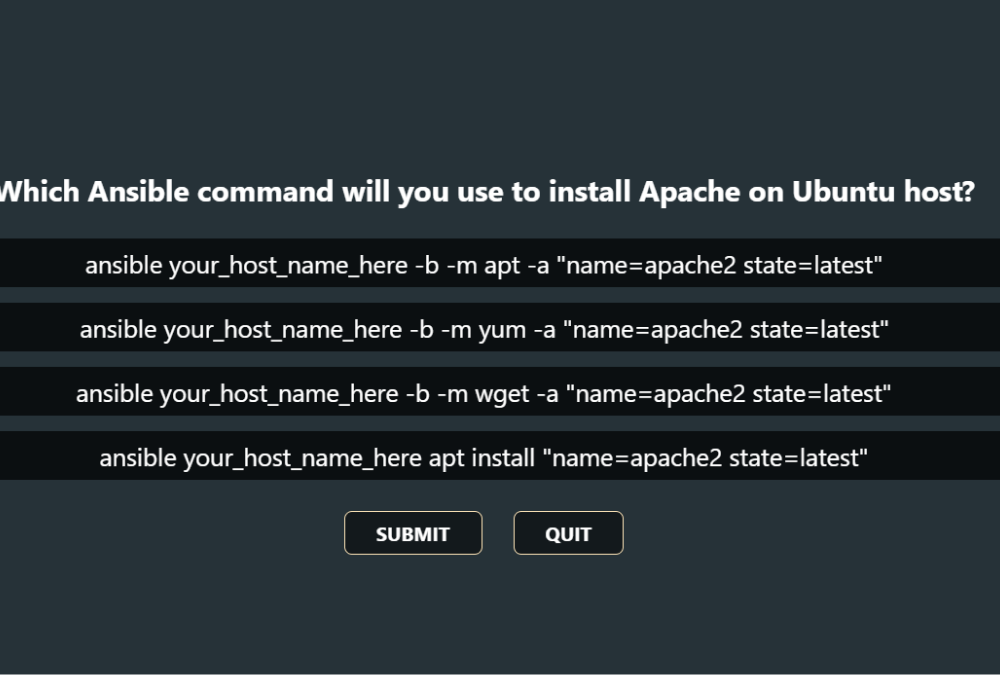 Which Ansible command will you use to install Apache on Ubuntu host?
ansible your_host_name_here -b -m apt -a "name=apache2 state=latest"
ansible your_host_name_here -b -m yum -a "name=apache2 state=latest"
ansible your_host_name_here -b -m wget -a "name=apache2 state=latest"
ansible your_host_name_here apt install "name=apache2 state=latest"
SUBMIT QUIT